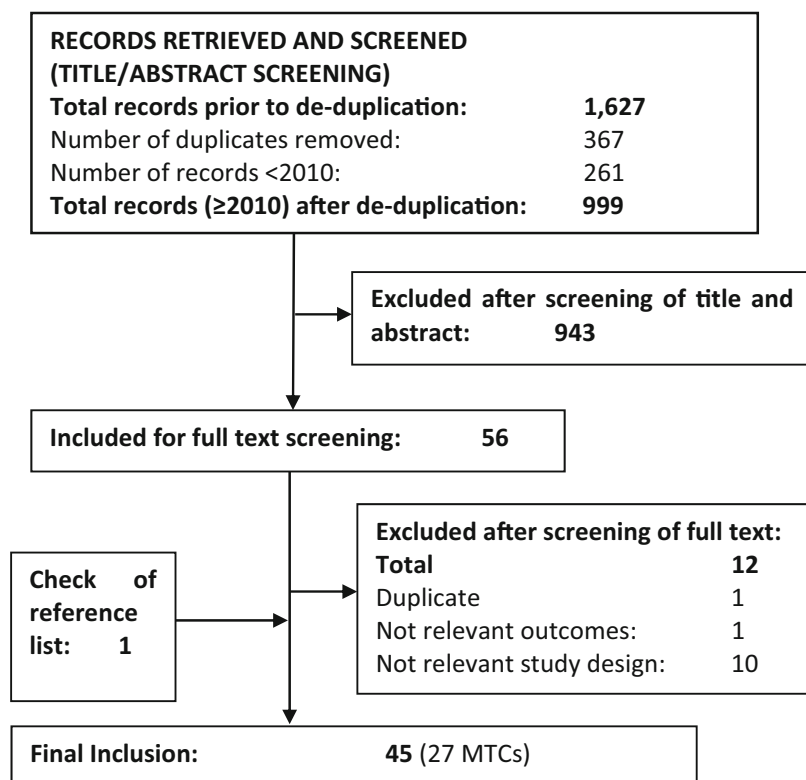 RECORDS RETRIEVED AND SCREENED
(TITLE/ABSTRACT SCREENING)
Total records prior to de-duplication: 1,627
Number of duplicates removed: 367
Number of records <2010: 261
Total records (≥2010) after de-duplication: 999
Excluded after screening of title and
abstract: 943
Included for full text screening: 56
Excluded after screening of full text:
Total 12
Duplicate 1
Not relevant outcomes: 1
Not relevant study design: 10
Check of
reference
list: 1
Final Inclusion: 45 (27 MTCs)